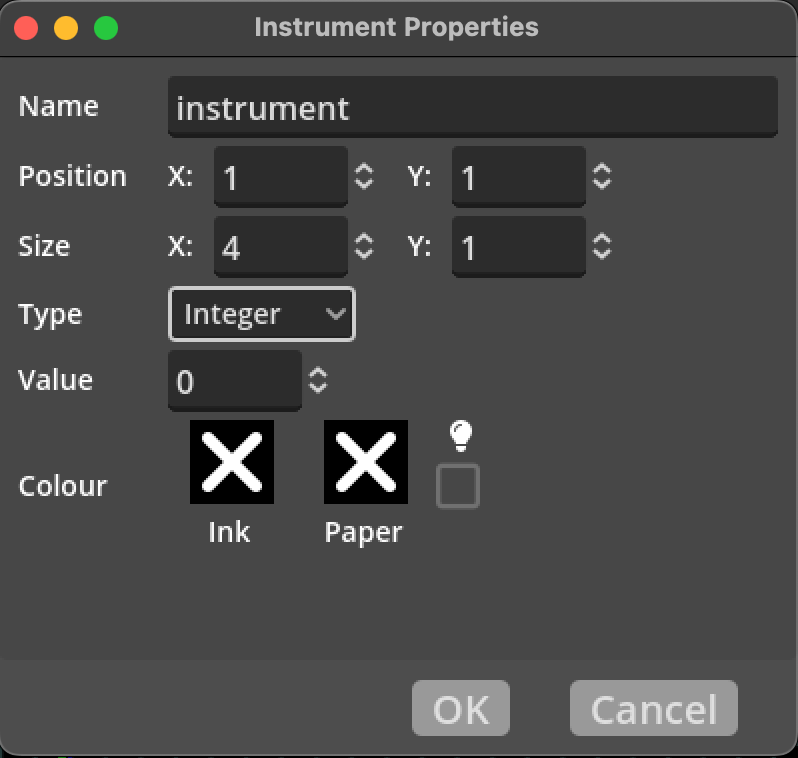 Instrument Properties
Name instrument
Position X: 1 Y: 1
Size X: 4 Y: 1
Type Integer
Value 0
Colour
Ink Paper
OK Cancel